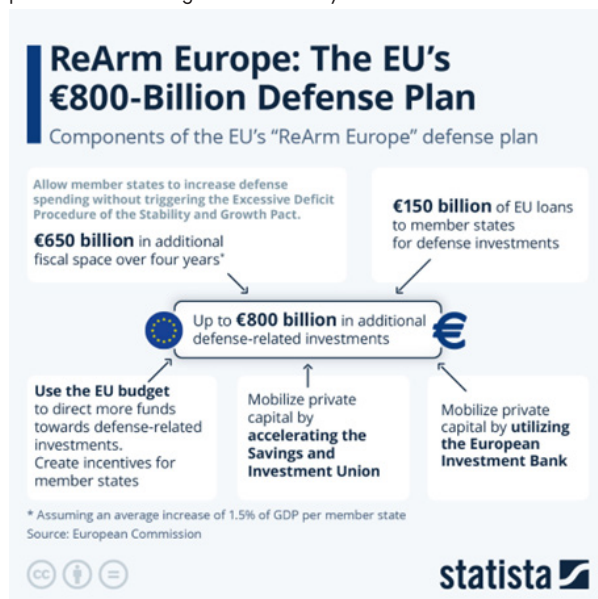 ReArm Europe: The EU's
€800-Billion Defense Plan
Components of the EU's "ReArm Europe" defense plan
Allow member states to increase defense
spending without triggering the Excessive Deficit
Procedure of the Stability and Growth Pact.
€650 billion in additional
fiscal space over four years*
€150 billion of EU loans
to member states
for defense investments
Up to €800 billion in additional
defense-related investments
€
Use the EU budget
to direct more funds
towards defense-related
investments.
Create incentives for
member states
Mobilize private
capital by
accelerating the
Savings and
Investment Union
Mobilize private
capital by utilizing
the European
Investment Bank
* Assuming an average increase of 1.5% of GDP per member state
Source: European Commission
cc
statista